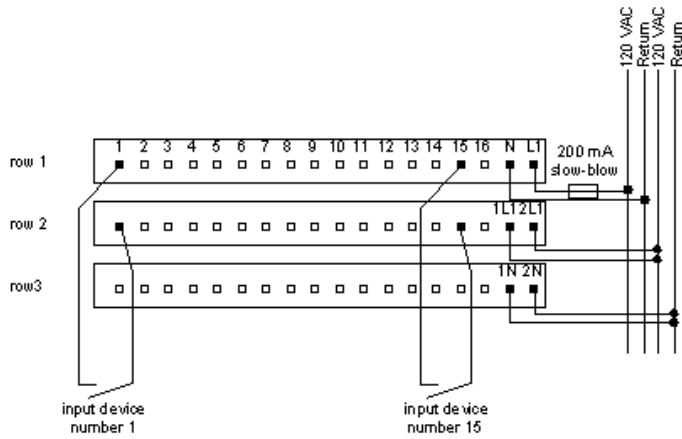 120 VAC
Return
120 VAC
Return
1 2 3 4 5 6 7 8 9 10 11 12 13 14 15 16 N L1
200 mA
slow-blow
row 1
row 2
1L1 2L1
row3
1N 2N
input device
number 1
input device
number 15